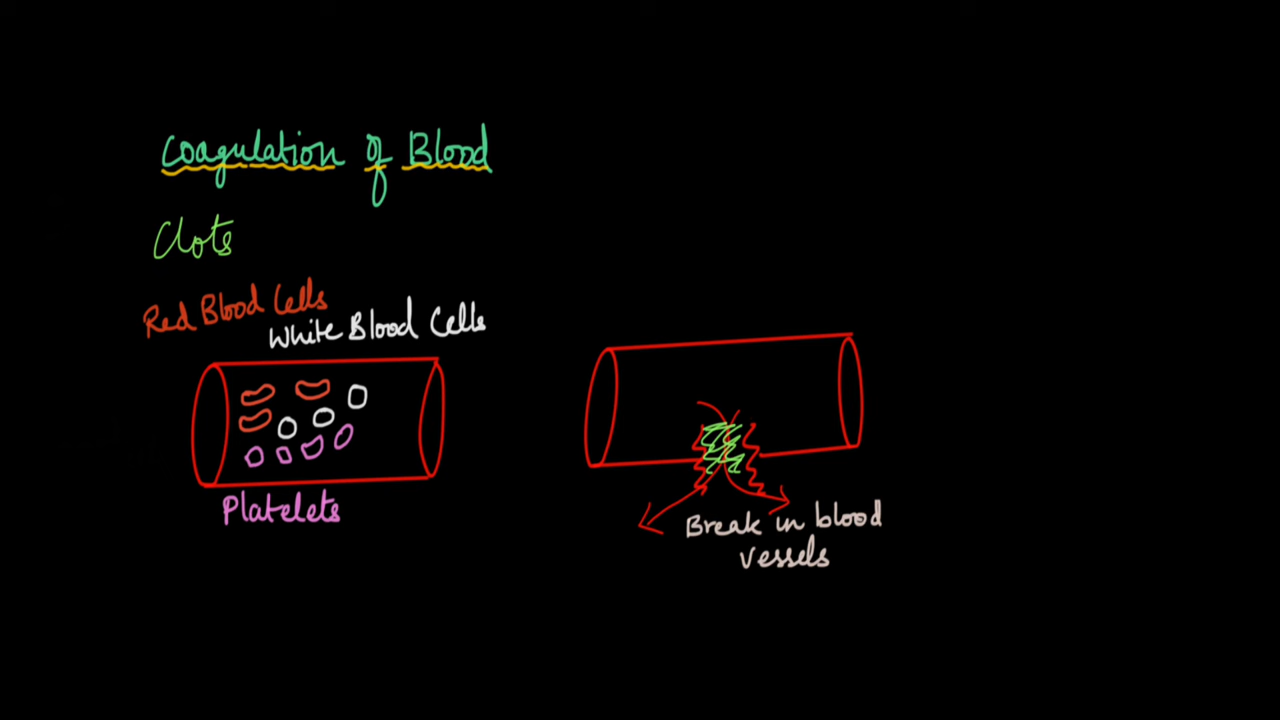 Coagulation of Blood
Clots
Red Blood Cells
White Blood Cells
Platelets
Break in blood
vessels